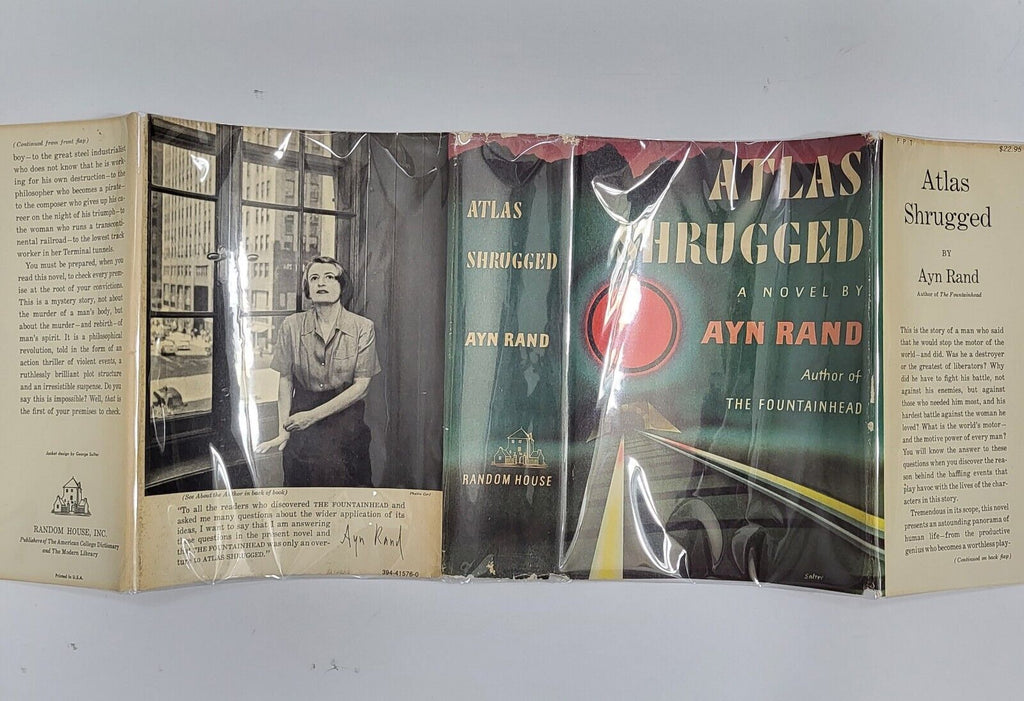 (Continued from front flap)
boy—to the great steel industrialist
who does not know that he is work-
ing for his own destruction—to the
philosopher who becomes a pirate—
to the composer who gives up his ca-
reer on the night of his triumph—to
the woman who runs a transconti-
nental railroad—to the lowest track
worker in her Terminal tunnels.
You must be prepared, when you
read this novel, to check every prem-
ise at the root of your convictions.
This is a mystery story, not about
the murder of a man's body, but
about the murder—and rebirth—of
man's spirit. It is a philosophical
revolution, told in the form of an
action thriller of violent events, a
ruthlessly brilliant plot structure
and an irresistible suspense. Do you
say this is impossible? Well, that is
the first of your premises to check.
Jacket design by George Salter
RANDOM HOUSE, INC.
Publishers of The American College Dictionary
and The Modern Library
Printed in U.S.A.
(See About the Author in back of book)
"To all the readers who discovered THE FOUNTAINHEAD and
asked me many questions about the wider application of its
ideas, I want to say that I am answering
questions in the present novel and
THE FOUNTAINHEAD was only an over-
ture to ATLAS SHRUGGED."
Ayn Rand
394-41576-0
ATLAS
SHRUGGED
AYN RAND
RANDOM HOUSE
ATLAS
SHRUGGED
A NOVEL BY
AYN RAND
Author of
THE FOUNTAINHEAD
Salter
FPT
$22.95
Atlas
Shrugged
BY
Ayn Rand
Author of The Fountainhead
This is the story of a man who said
that he would stop the motor of the
world—and did. Was he a destroyer
or the greatest of liberators? Why
did he have to fight his battle, not
against his enemies, but against
those who needed him most, and his
hardest battle against the woman he
loved? What is the world's motor—
and the motive power of every man?
You will know the answer to these
questions when you discover the rea-
son behind the baffling events that
play havoc with the lives of the char-
acters in this story.
Tremendous in its scope, this novel
presents an astounding panorama of
human life—from the productive
genius who becomes a worthless play-
(Continued on back flap)